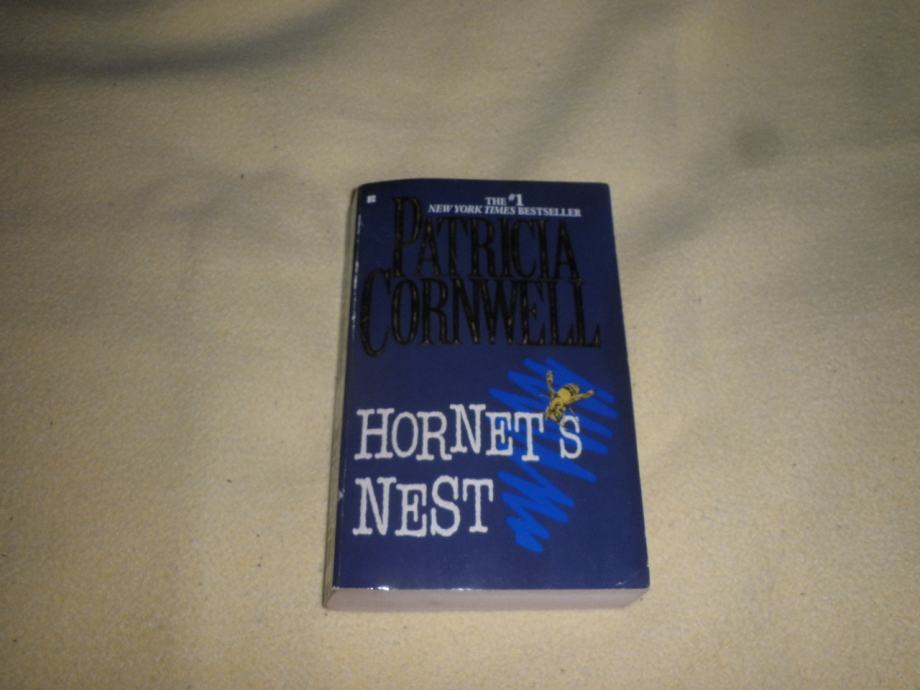 THE #1
NEW YORK TIMES BESTSELLER
PATRICIA
CORNWELL
HORNET'S
NEST